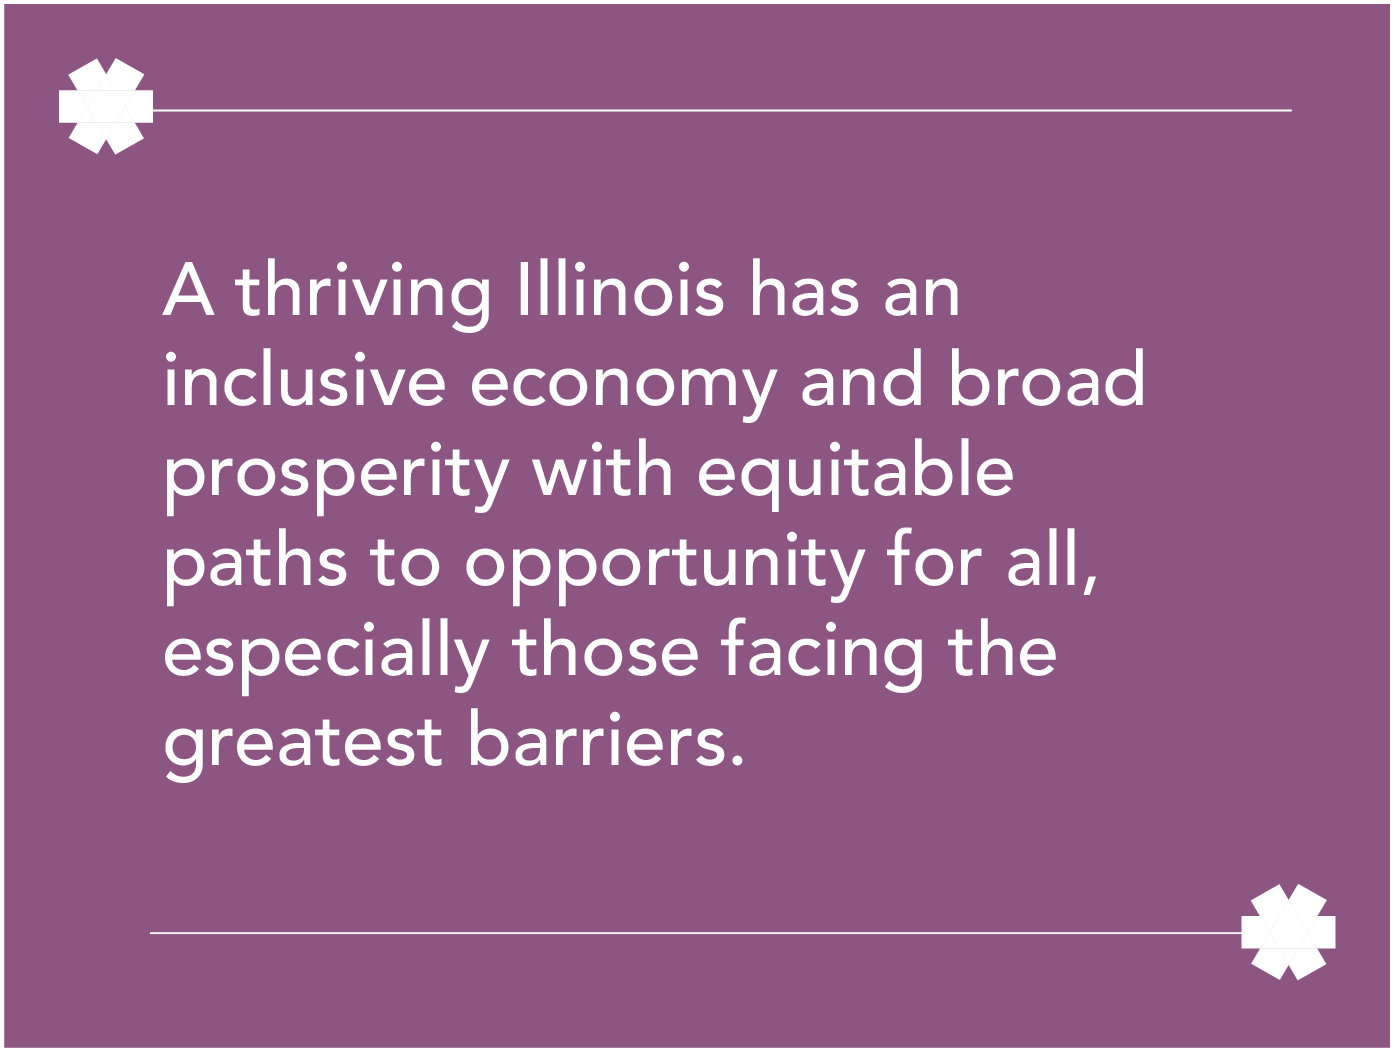 A thriving Illinois has an
inclusive economy and broad
prosperity with equitable
paths to opportunity for all,
especially those facing the
greatest barriers.